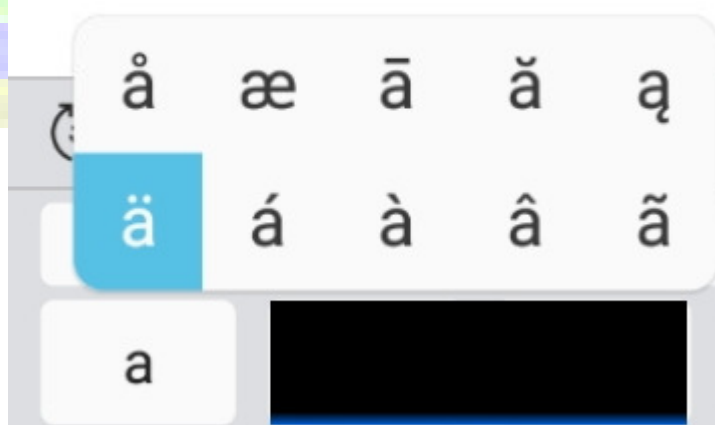 å æ ā ă ą
ä á à â ã
a